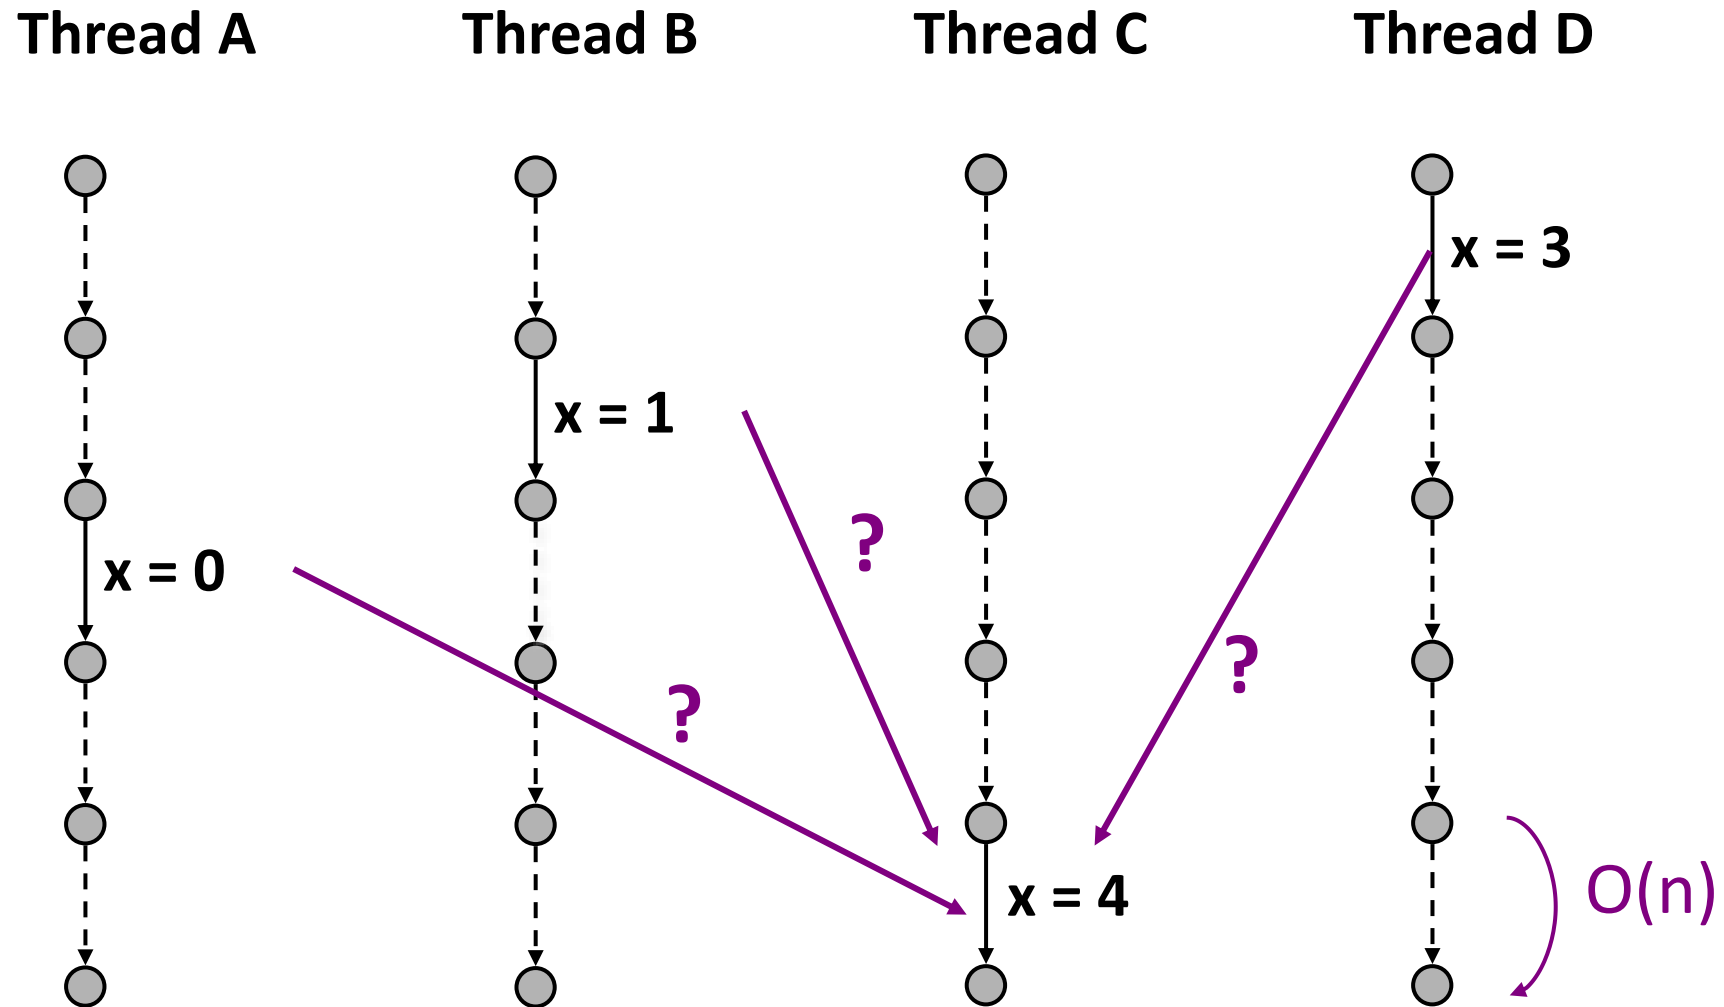 Thread A
Thread B
Thread C
Thread D
x = 3
x = 1
?
x = 0
?
?
x = 4
O(n)